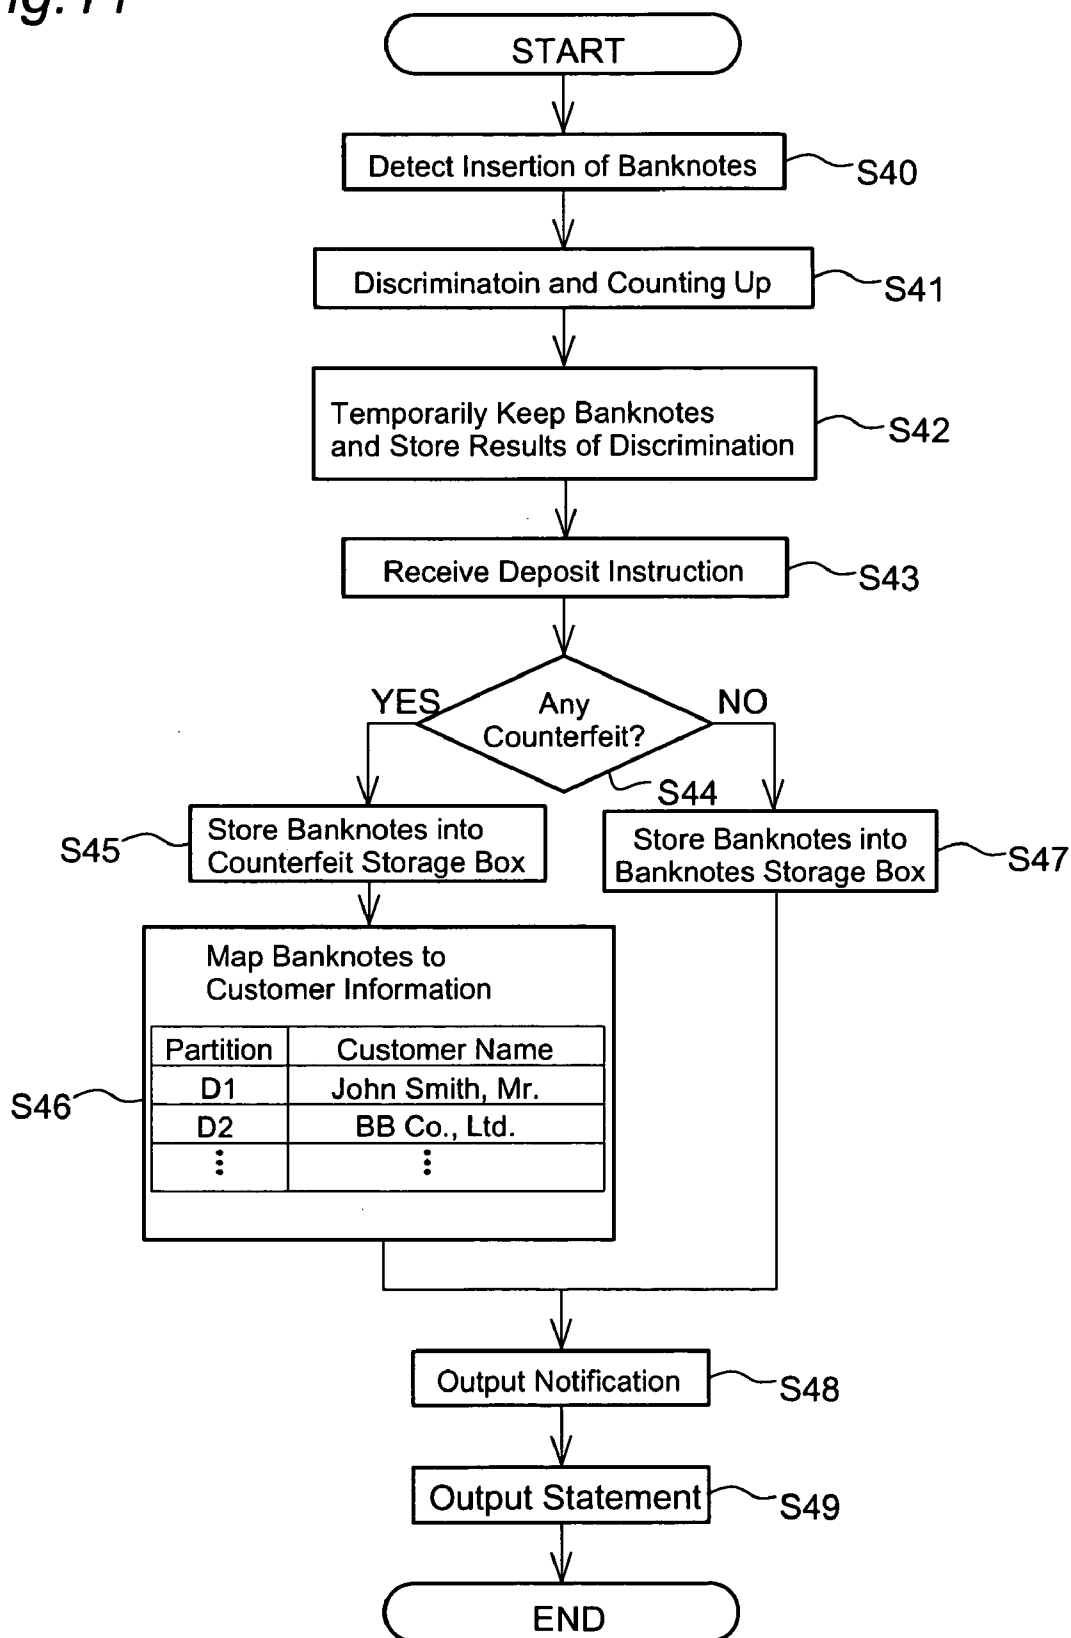 ig. 11
START
Detect Insertion of Banknotes
S40
Discriminatoin and Counting Up
S41
Temporarily Keep Banknotes
and Store Results of Discrimination
S42
Receive Deposit Instruction
S43
YES
Any
Counterfeit?
NO
S44
S45
Store Banknotes into
Counterfeit Storage Box
Store Banknotes into
Banknotes Storage Box
S47
Map Banknotes to
Customer Information
Partition Customer Name
S46
D1 John Smith, Mr.
D2 BB Co., Ltd.
⋮ ⋮
Output Notification
S48
Output Statement
S49
END